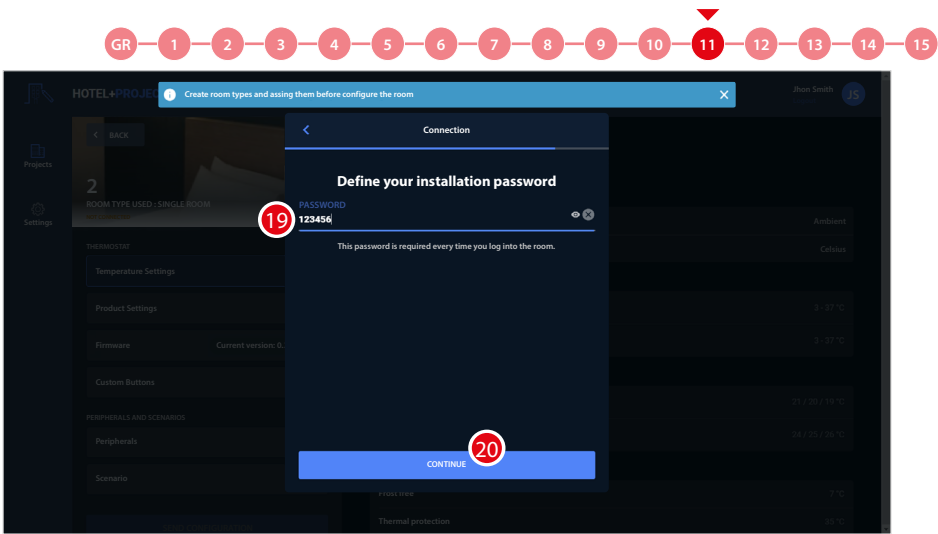 GR 1 2 3 4 5 6 7 8 9 10 11 12 13 14 15
HOTEL+PROJEC
Create room types and assing them before configure the room
Jhon Smith
JS
BACK
Connection
Projects
Define your installation password
2
ROOM TYPE USED : SINGLE ROOM
PASSWORD
19
123456
Settings
Ambient
This password is required every time you log into the room.
THERMOSTAT
Celsius
Temperature Settings
Product Settings
3 - 37 °C
Firmware
Current version: 0.
3 - 37 °C
Custom Buttons
21 / 20 / 19 °C
PERIPHERALS AND SCENARIOS
24 / 25 / 26 °C
Peripherals
20
CONTINUE
Scenario
Frost free
7 °C
Thermal protection